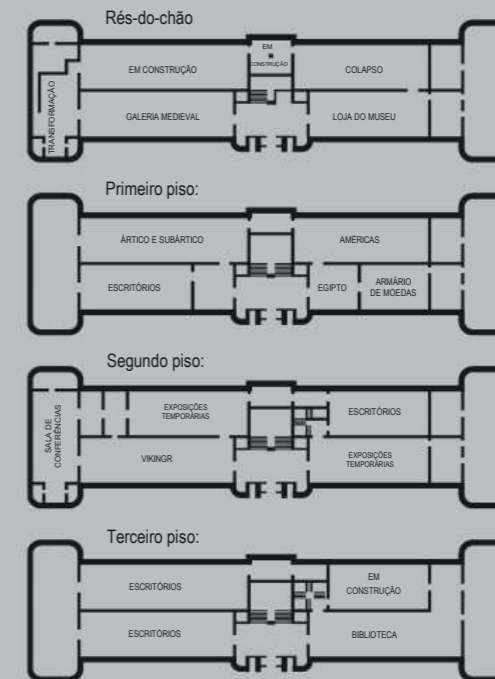 Rés-do-chão
EM CONSTRUÇÃO
EM
CONSTRUÇÃO
COLAPSO
TRANSFORMAÇÃO
GALERIA MEDIEVAL
LOJA DO MUSEU
Primeiro piso:
ÁRTICO E SUBÁRTICO
AMÉRICAS
ESCRITÓRIOS
EGIPTO
ARMÁRIO
DE MOEDAS
Segundo piso:
SALA DE
CONFERÊNCIAS
EXPOSIÇÕES
TEMPORÁRIAS
ESCRITÓRIOS
VIKINGR
EXPOSIÇÕES
TEMPORÁRIAS
Terceiro piso:
ESCRITÓRIOS
EM
CONSTRUÇÃO
ESCRITÓRIOS
BIBLIOTECA